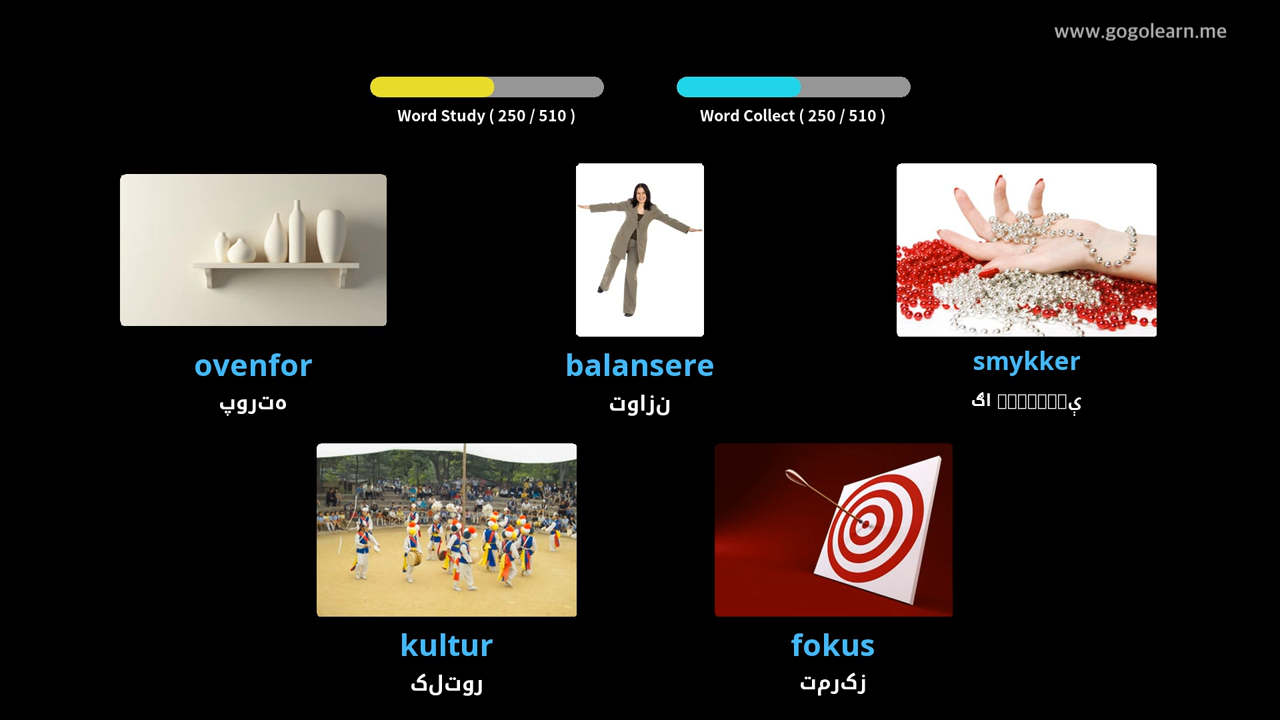 www.gogolearn.me
Word Study ( 250 / 510 )
Word Collect ( 250 / 510 )
ovenfor
هتروپ
balansere
نزاوت
smykker
kultur
روتلک
fokus
زکرمت